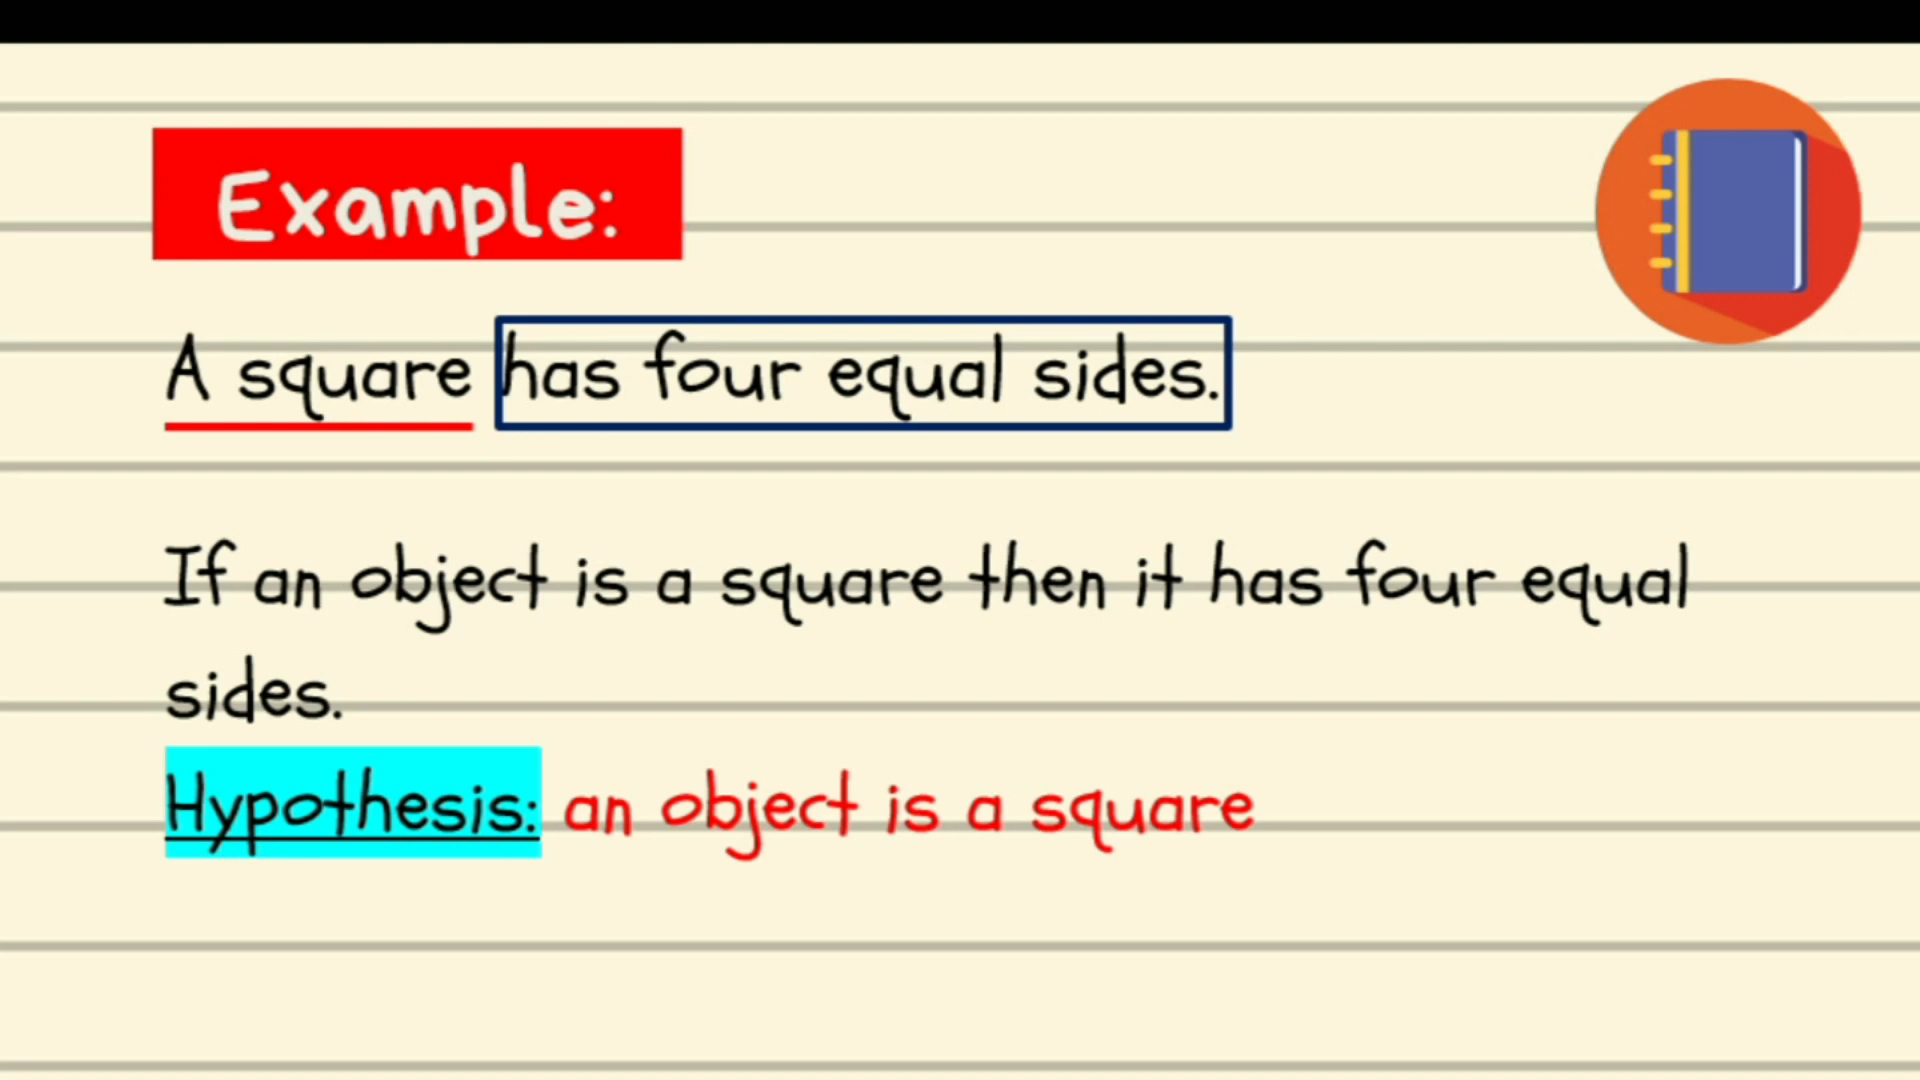 Example:
A square has four equal sides.
If an object is a square then it has four equal
sides.
Hypothesis: an object is a square